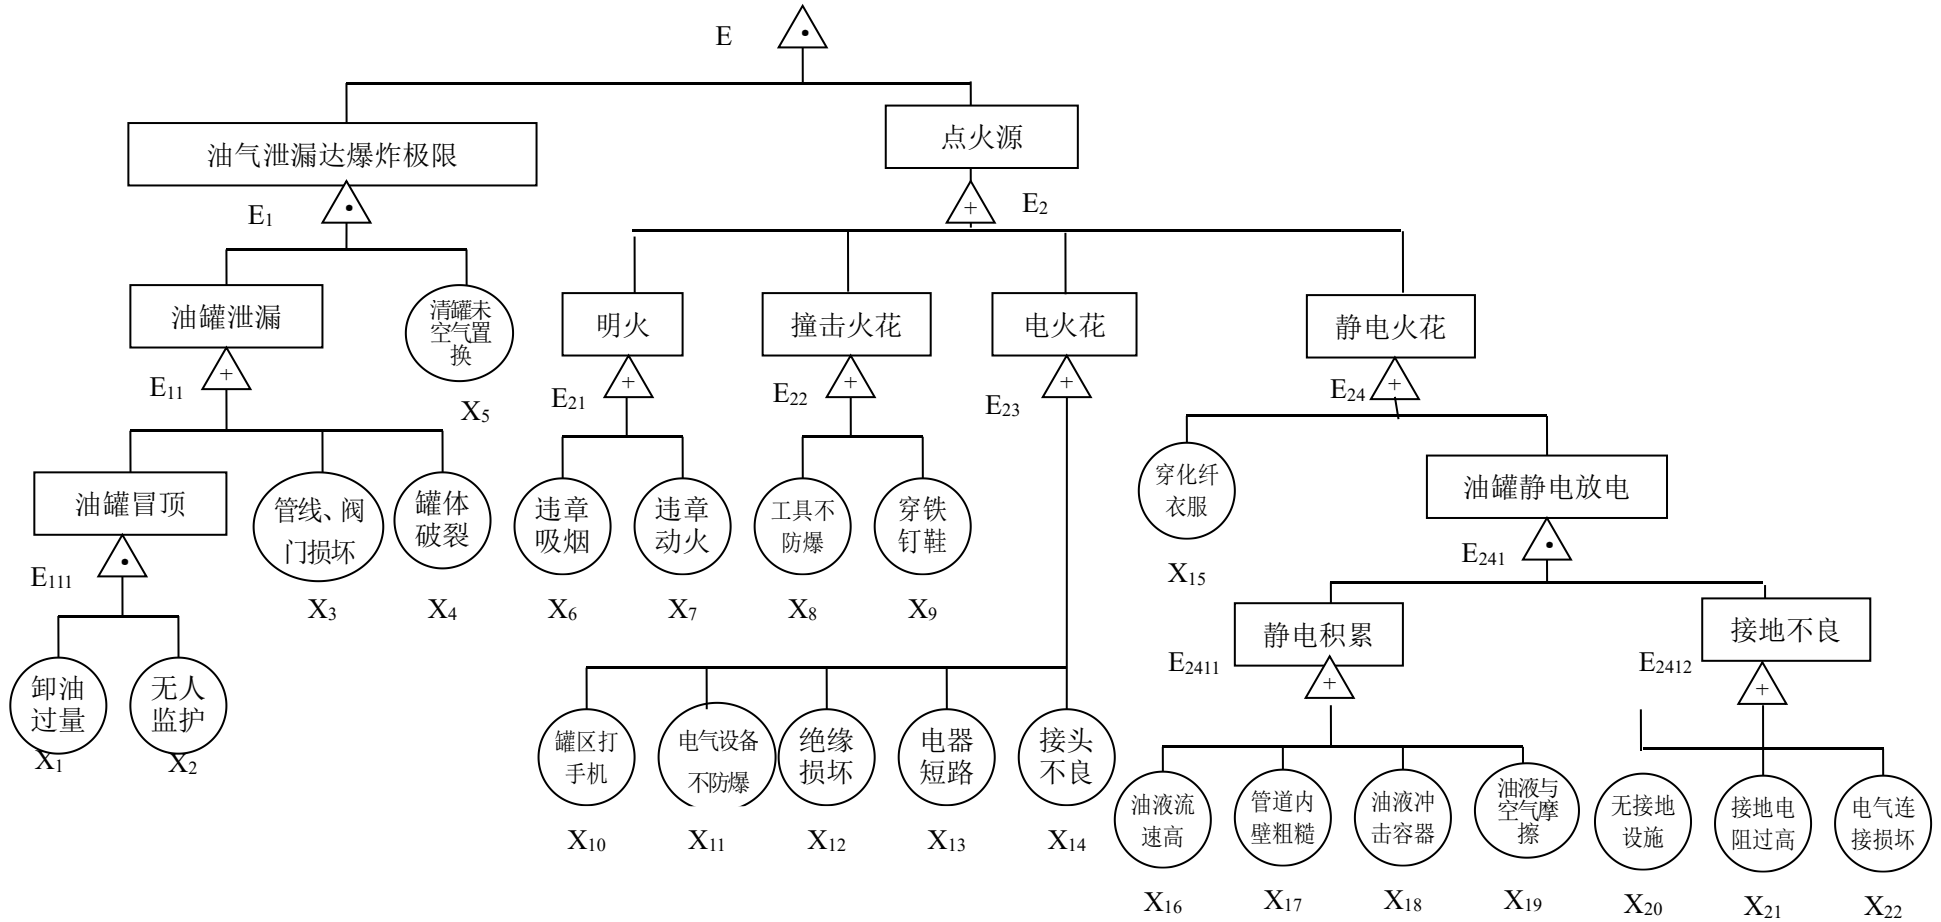 E
油气泄漏达爆炸极限
点火源
E1
E2
+
油罐泄漏
清罐未
空气置
换
明火
撞击火花
电火花
静电火花
E11
+
X5
E21
+
E22
+
E23
+
E24
+
油罐冒顶
管线、阀
门损坏
罐体
破裂
违章
吸烟
违章
动火
工具不
防爆
穿铁
钉鞋
穿化纤
衣服
油罐静电放电
E111
E241
X15
X3
X4
X6
X7
X8
X9
静电积累
接地不良
E2411
+
E2412
+
卸油
过量
无人
监护
X1
X2
罐区打
手机
电气设备
不防爆
绝缘
损坏
电器
短路
接头
不良
油液流
速高
管道内
壁粗糙
油液冲
击容器
油液与
空气摩
擦
无接地
设施
接地电
阻过高
电气连
接损坏
X10
X11
X12
X13
X14
X16
X17
X18
X19
X20
X21
X22